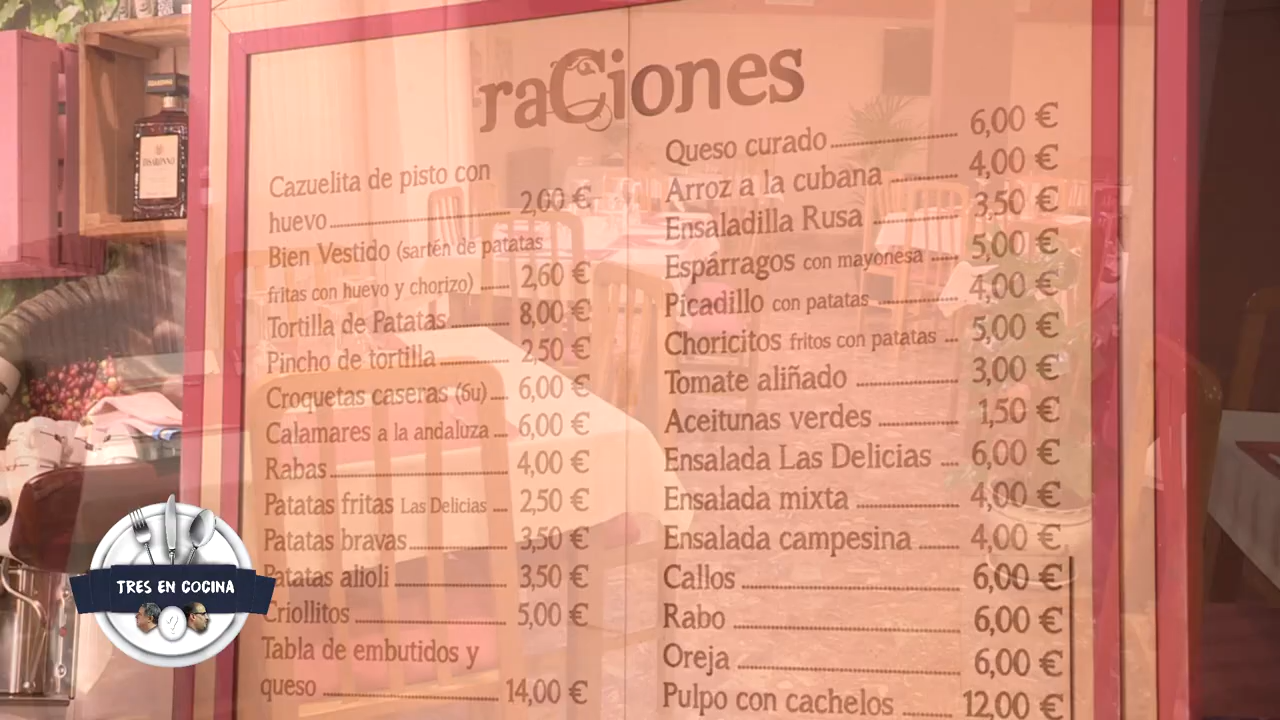 raCiones
Cazuelita de pisto con
huevo 2,00 €
Bien Vestido (sartén de patatas
fritas con huevo y chorizo) 2,60 €
Tortilla de Patatas 8,00 €
Pincho de tortilla 2,50 €
Croquetas caseras (6u) 6,00 €
Calamares a la andaluza 6,00 €
Rabas 4,00 €
Patatas fritas Las Delicias 2,50 €
Patatas bravas 3,50 €
Patatas alioli 3,50 €
Criollitos 5,00 €
Tabla de embutidos y
queso 14,00 €
Queso curado 6,00 €
Arroz a la cubana 4,00 €
Ensaladilla Rusa 3,50 €
Espárragos con mayonesa 5,00 €
Picadillo con patatas 4,00 €
Choricitos fritos con patatas 5,00 €
Tomate aliñado 3,00 €
Aceitunas verdes 1,50 €
Ensalada Las Delicias 6,00 €
Ensalada mixta 4,00 €
Ensalada campesina 4,00 €
Callos 6,00 €
Rabo 6,00 €
Oreja 6,00 €
Pulpo con cachelos 12,00 €
DISARONNO
TRES EN COCINA
?